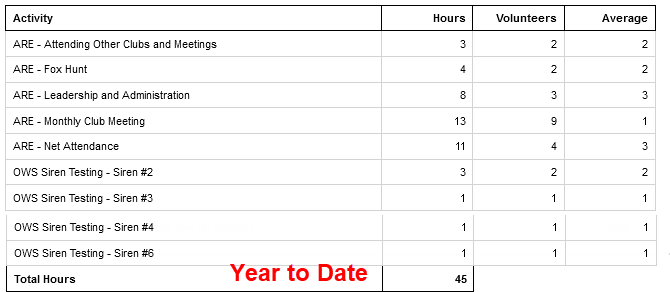 Activity Hours Volunteers Average
ARE - Attending Other Clubs and Meetings 3 2 2
ARE - Fox Hunt 4 2 2
ARE - Leadership and Administration 8 3 3
ARE - Monthly Club Meeting 13 9 1
ARE - Net Attendance 11 4 3
OWS Siren Testing - Siren #2 3 2 2
OWS Siren Testing - Siren #3 1 1 1
OWS Siren Testing - Siren #4 1 1 1
OWS Siren Testing - Siren #6 1 1 1
Year to Date
Total Hours 45